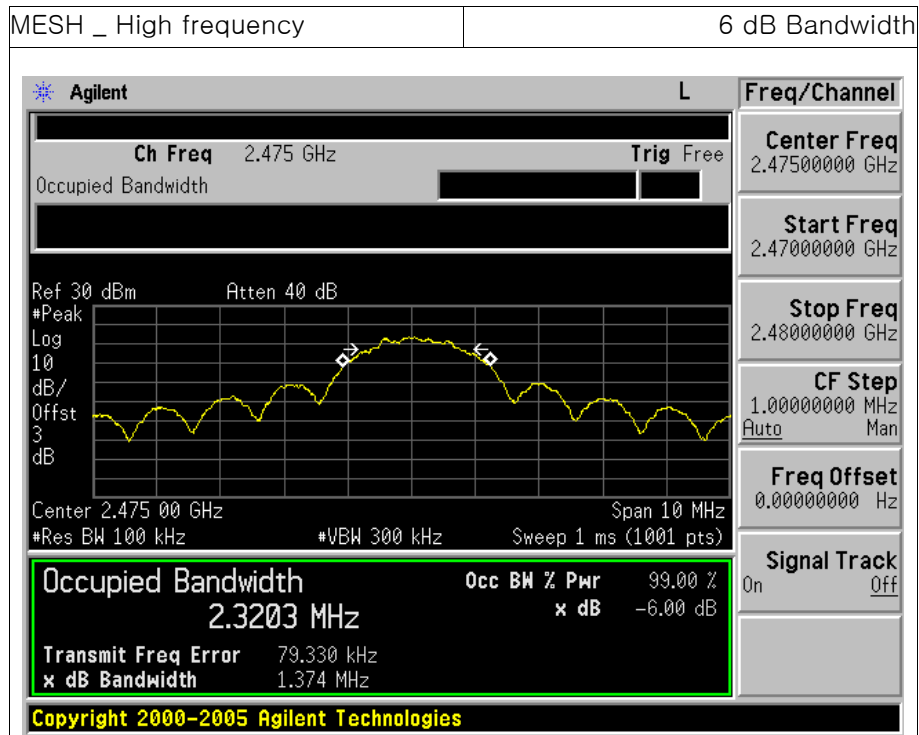 MESH _ High frequency
6 dB Bandwidth
Agilent
L
Freq/Channel
Ch Freq 2.475 GHz
Trig Free
Occupied Bandwidth
Center Freq
2.47500000 GHz
Start Freq
2.47000000 GHz
Stop Freq
2.48000000 GHz
CF Step
1.00000000 MHz
Auto Man
Freq Offset
0.00000000 Hz
Signal Track
On Off
Ref 30 dBm Atten 40 dB
#Peak
Log
10
dB/
Offst
3
dB
Center 2.475 00 GHz Span 10 MHz
#Res BW 100 kHz #VBW 300 kHz Sweep 1 ms (1001 pts)
Occupied Bandwidth
2.3203 MHz
Occ BW % Pwr 99.00 %
x dB -6.00 dB
Transmit Freq Error 79.330 kHz
x dB Bandwidth 1.374 MHz
Copyright 2000-2005 Agilent Technologies